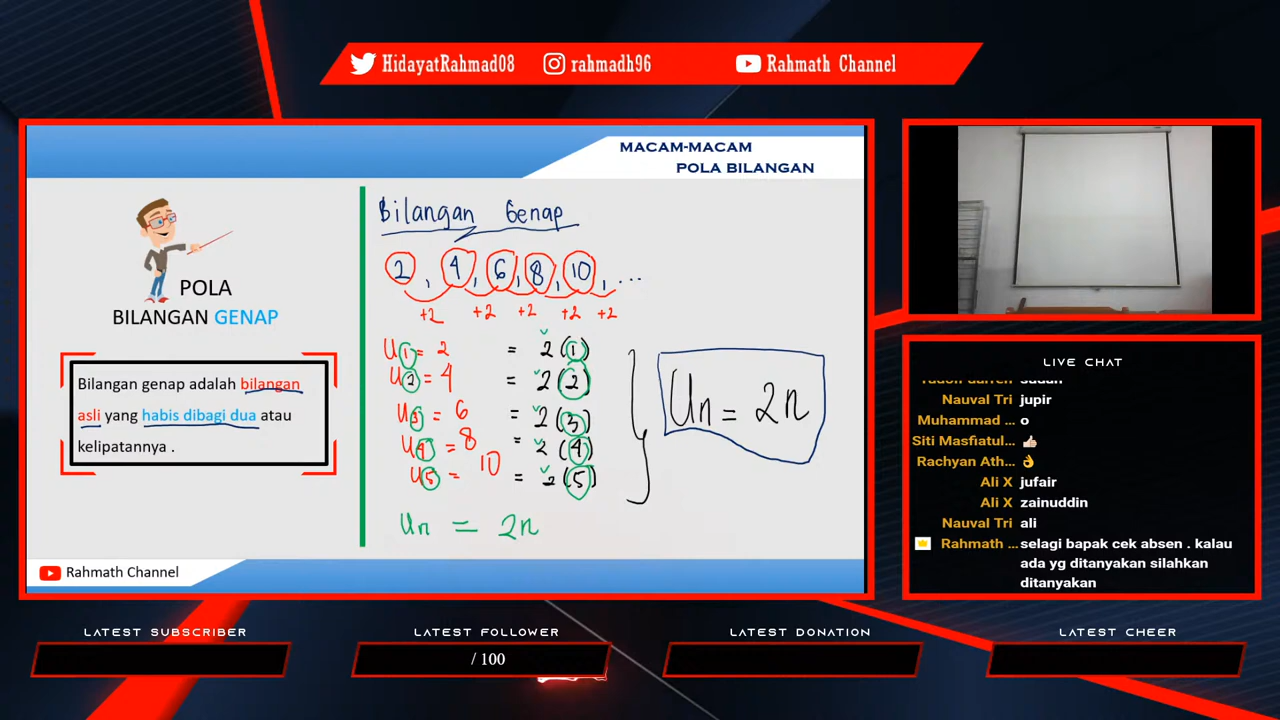 HidayatRahmad08 rahmadh96 Rahmath Channel
MACAM-MACAM
POLA BILANGAN
POLA
BILANGAN GENAP
Bilangan genap adalah bilangan
asli yang habis dibagi dua atau
kelipatannya .
Rahmath Channel
Bilangan Genap
2, 4, 6, 8, 10, ...
+2 +2 +2 +2 +2
U1 = 2 = 2(1)
U2 = 4 = 2(2)
U3 = 6 = 2(3)
U4 = 8 = 2(4)
U5 = 10 = 2(5)
Un = 2n
Un = 2n
LIVE CHAT
sudah
Nauval Tri jupir
Muhammad ... o
Siti Masfiatul... 👍🏻
Rachyan Ath... 👌
Ali X jufair
Ali X zainuddin
Nauval Tri ali
Rahmath ... selagi bapak cek absen . kalau
ada yg ditanyakan silahkan
ditanyakan
LATEST SUBSCRIBER LATEST FOLLOWER LATEST DONATION LATEST CHEER
/ 100